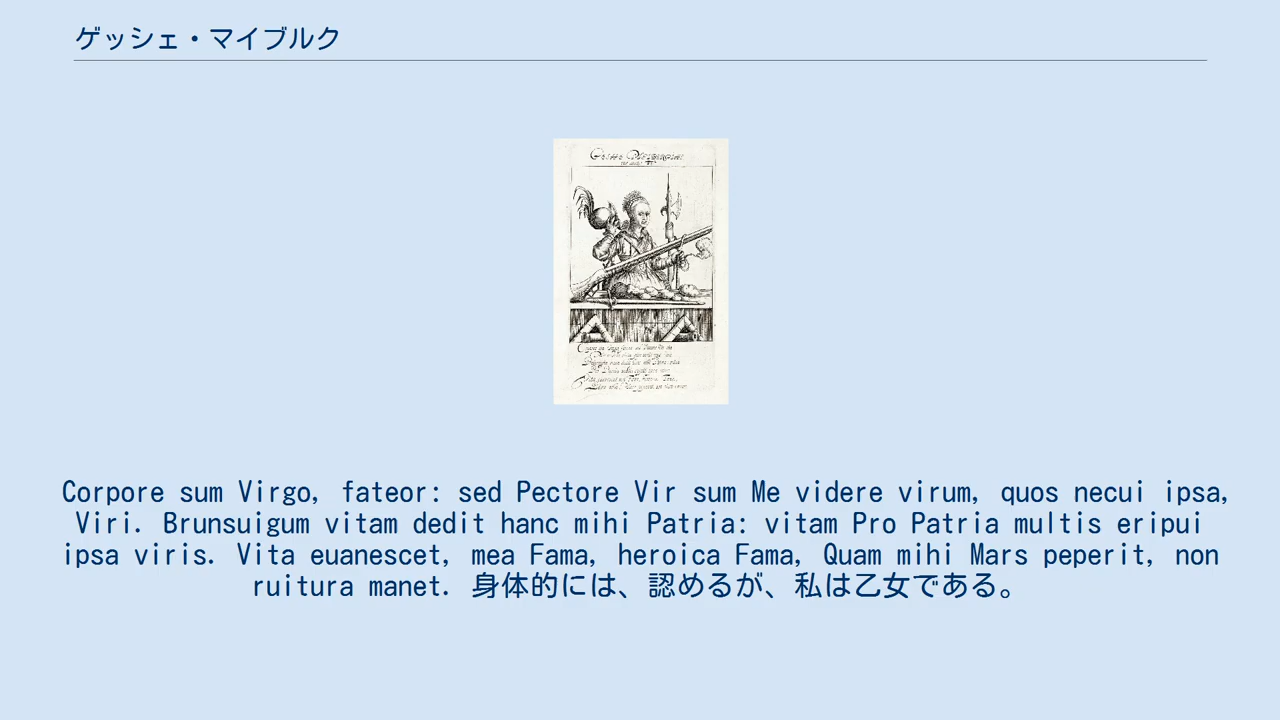 ゲッシェ・マイブルク
Corpore sum Virgo, fateor: sed Pectore Vir sum Me videre virum, quos necui ipsa,
Viri. Brunsuigum vitam dedit hanc mihi Patria: vitam Pro Patria multis eripui
ipsa viris. Vita euanescet, mea Fama, heroica Fama, Quam mihi Mars peperit, non
ruitura manet. 身体的には、認めるが、私は乙女である。